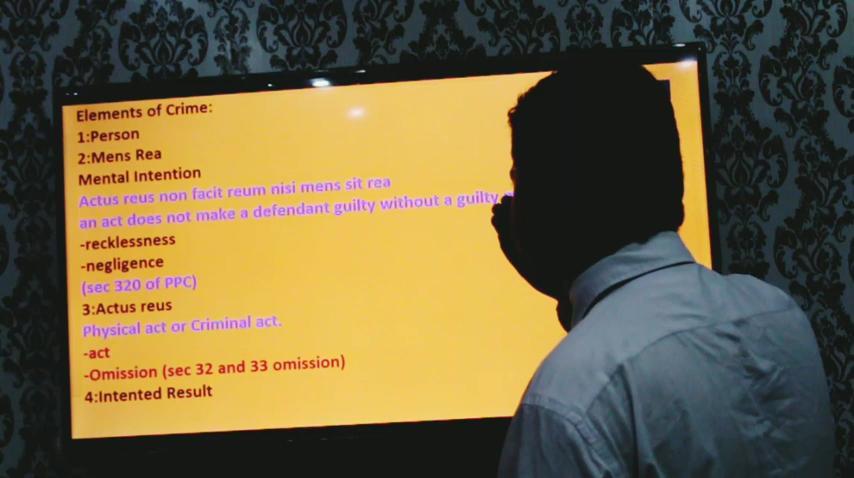 Elements of Crime:
1:Person
2:Mens Rea
Mental Intention
Actus reus non facit reum nisi mens sit rea
an act does not make a defendant guilty without a guilty
-recklessness
-negligence
(sec 320 of PPC)
3:Actus reus
Physical act or Criminal act.
-act
-Omission (sec 32 and 33 omission)
4:Intented Result